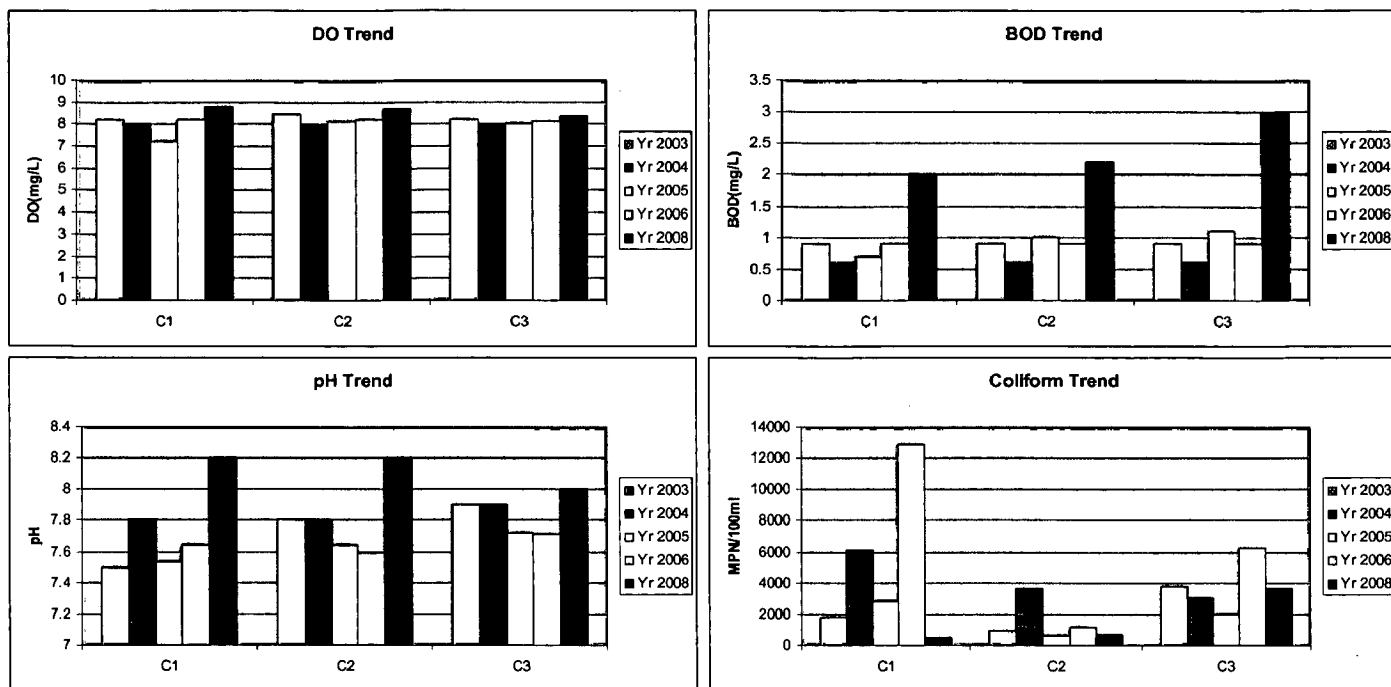 DO Trend
DO(mg/L)
10
9
8
7
6
5
4
3
2
1
0
C1 C2 C3
Yr 2003
Yr 2004
Yr 2005
Yr 2006
Yr 2008
BOD Trend
BOD(mg/L)
3.5
3
2.5
2
1.5
1
0.5
0
C1 C2 C3
Yr 2003
Yr 2004
Yr 2005
Yr 2006
Yr 2008
pH Trend
pH
8.4
8.2
8
7.8
7.6
7.4
7.2
7
C1 C2 C3
Yr 2003
Yr 2004
Yr 2005
Yr 2006
Yr 2008
Coliform Trend
MPN/100ml
14000
12000
10000
8000
6000
4000
2000
0
C1 C2 C3
Yr 2003
Yr 2004
Yr 2005
Yr 2006
Yr 2008